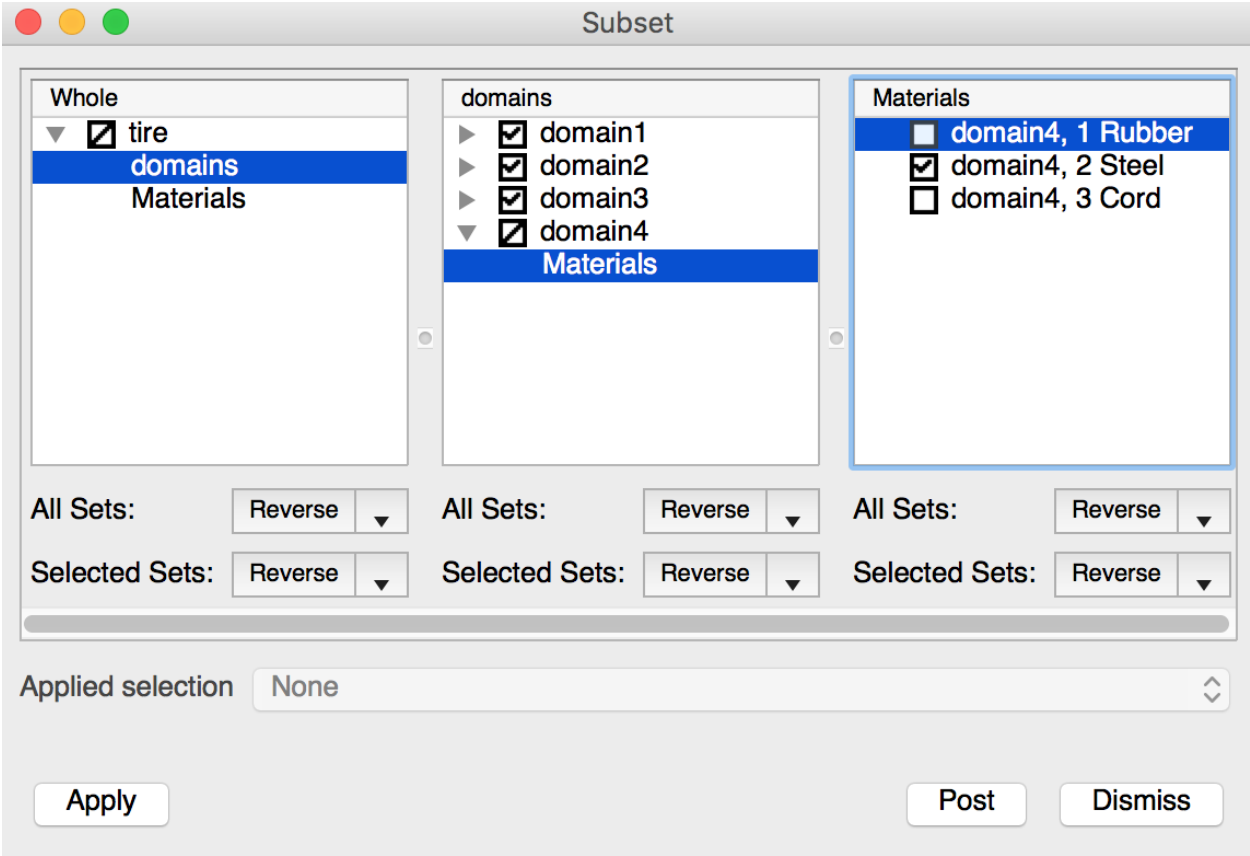 Subset
Whole
tire
domains
Materials
domains
domain1
domain2
domain3
domain4
Materials
Materials
domain4, 1 Rubber
domain4, 2 Steel
domain4, 3 Cord
All Sets: Reverse
All Sets: Reverse
All Sets: Reverse
Selected Sets: Reverse
Selected Sets: Reverse
Selected Sets: Reverse
Applied selection None
Apply Post Dismiss